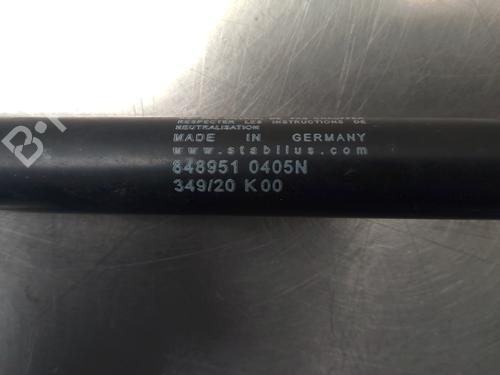 RESPECTER LES INSTRUCTIONS DE
NEUTRALISATION
MADE IN GERMANY
www.stabilus.com
848951 0405N
349/20 K00